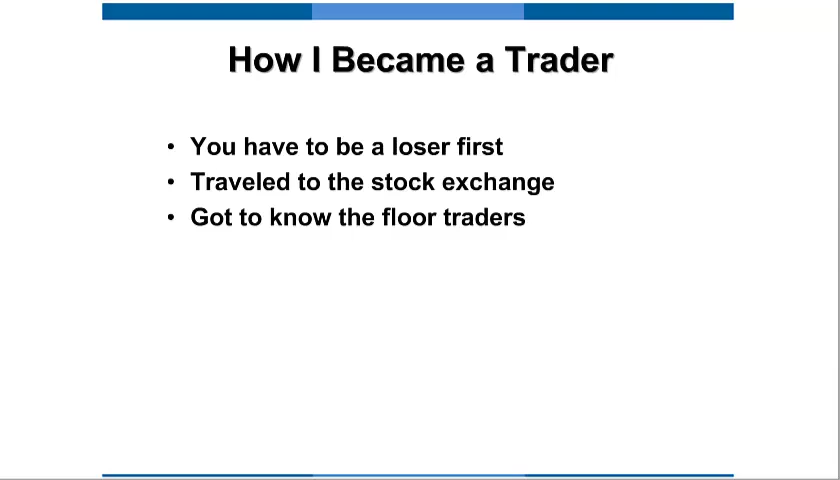 How I Became a Trader
• You have to be a loser first
• Traveled to the stock exchange
• Got to know the floor traders